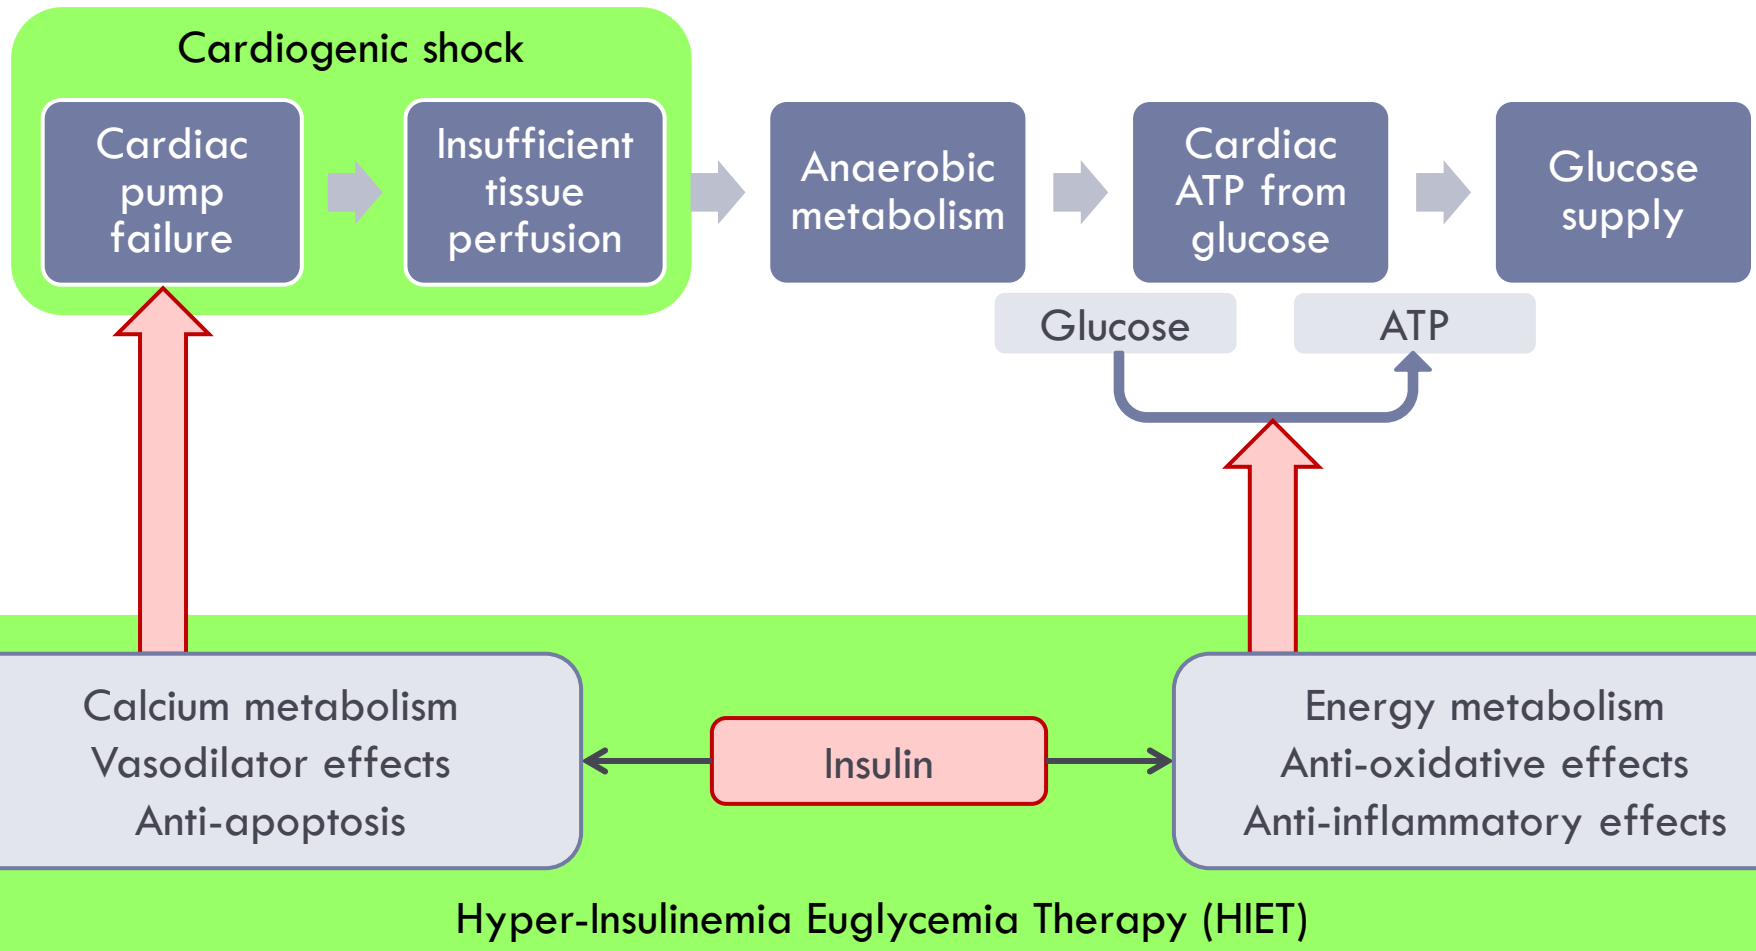 Cardiogenic shock
Cardiac
pump
failure
Insufficient
tissue
perfusion
Anaerobic
metabolism
Cardiac
ATP from
glucose
Glucose
supply
Glucose
ATP
Calcium metabolism
Vasodilator effects
Anti-apoptosis
Insulin
Energy metabolism
Anti-oxidative effects
Anti-inflammatory effects
Hyper-Insulinemia Euglycemia Therapy (HIET)